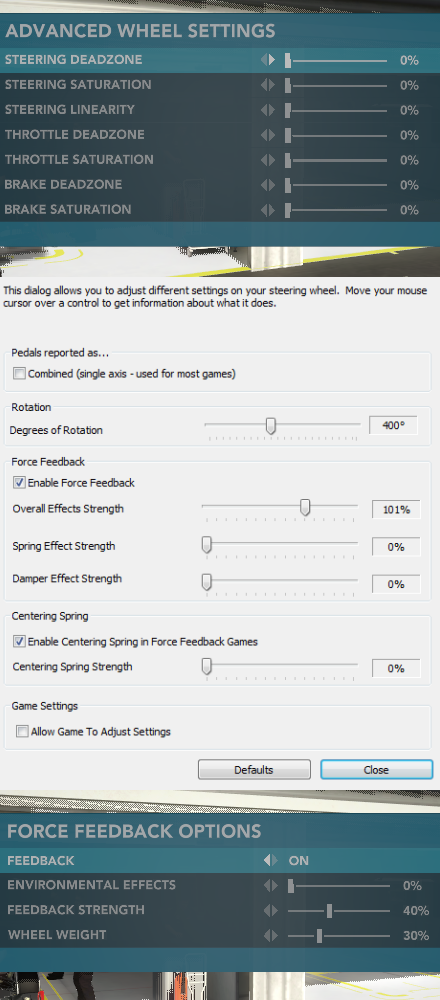 ADVANCED WHEEL SETTINGS
STEERING DEADZONE 0%
STEERING SATURATION 0%
STEERING LINEARITY 0%
THROTTLE DEADZONE 0%
THROTTLE SATURATION 0%
BRAKE DEADZONE 0%
BRAKE SATURATION 0%
This dialog allows you to adjust different settings on your steering wheel. Move your mouse
cursor over a control to get information about what it does.
Pedals reported as...
Combined (single axis - used for most games)
Rotation
Degrees of Rotation 400°
Force Feedback
Enable Force Feedback
Overall Effects Strength 101%
Spring Effect Strength 0%
Damper Effect Strength 0%
Centering Spring
Enable Centering Spring in Force Feedback Games
Centering Spring Strength 0%
Game Settings
Allow Game To Adjust Settings
Defaults Close
FORCE FEEDBACK OPTIONS
FEEDBACK ON
ENVIRONMENTAL EFFECTS 0%
FEEDBACK STRENGTH 40%
WHEEL WEIGHT 30%